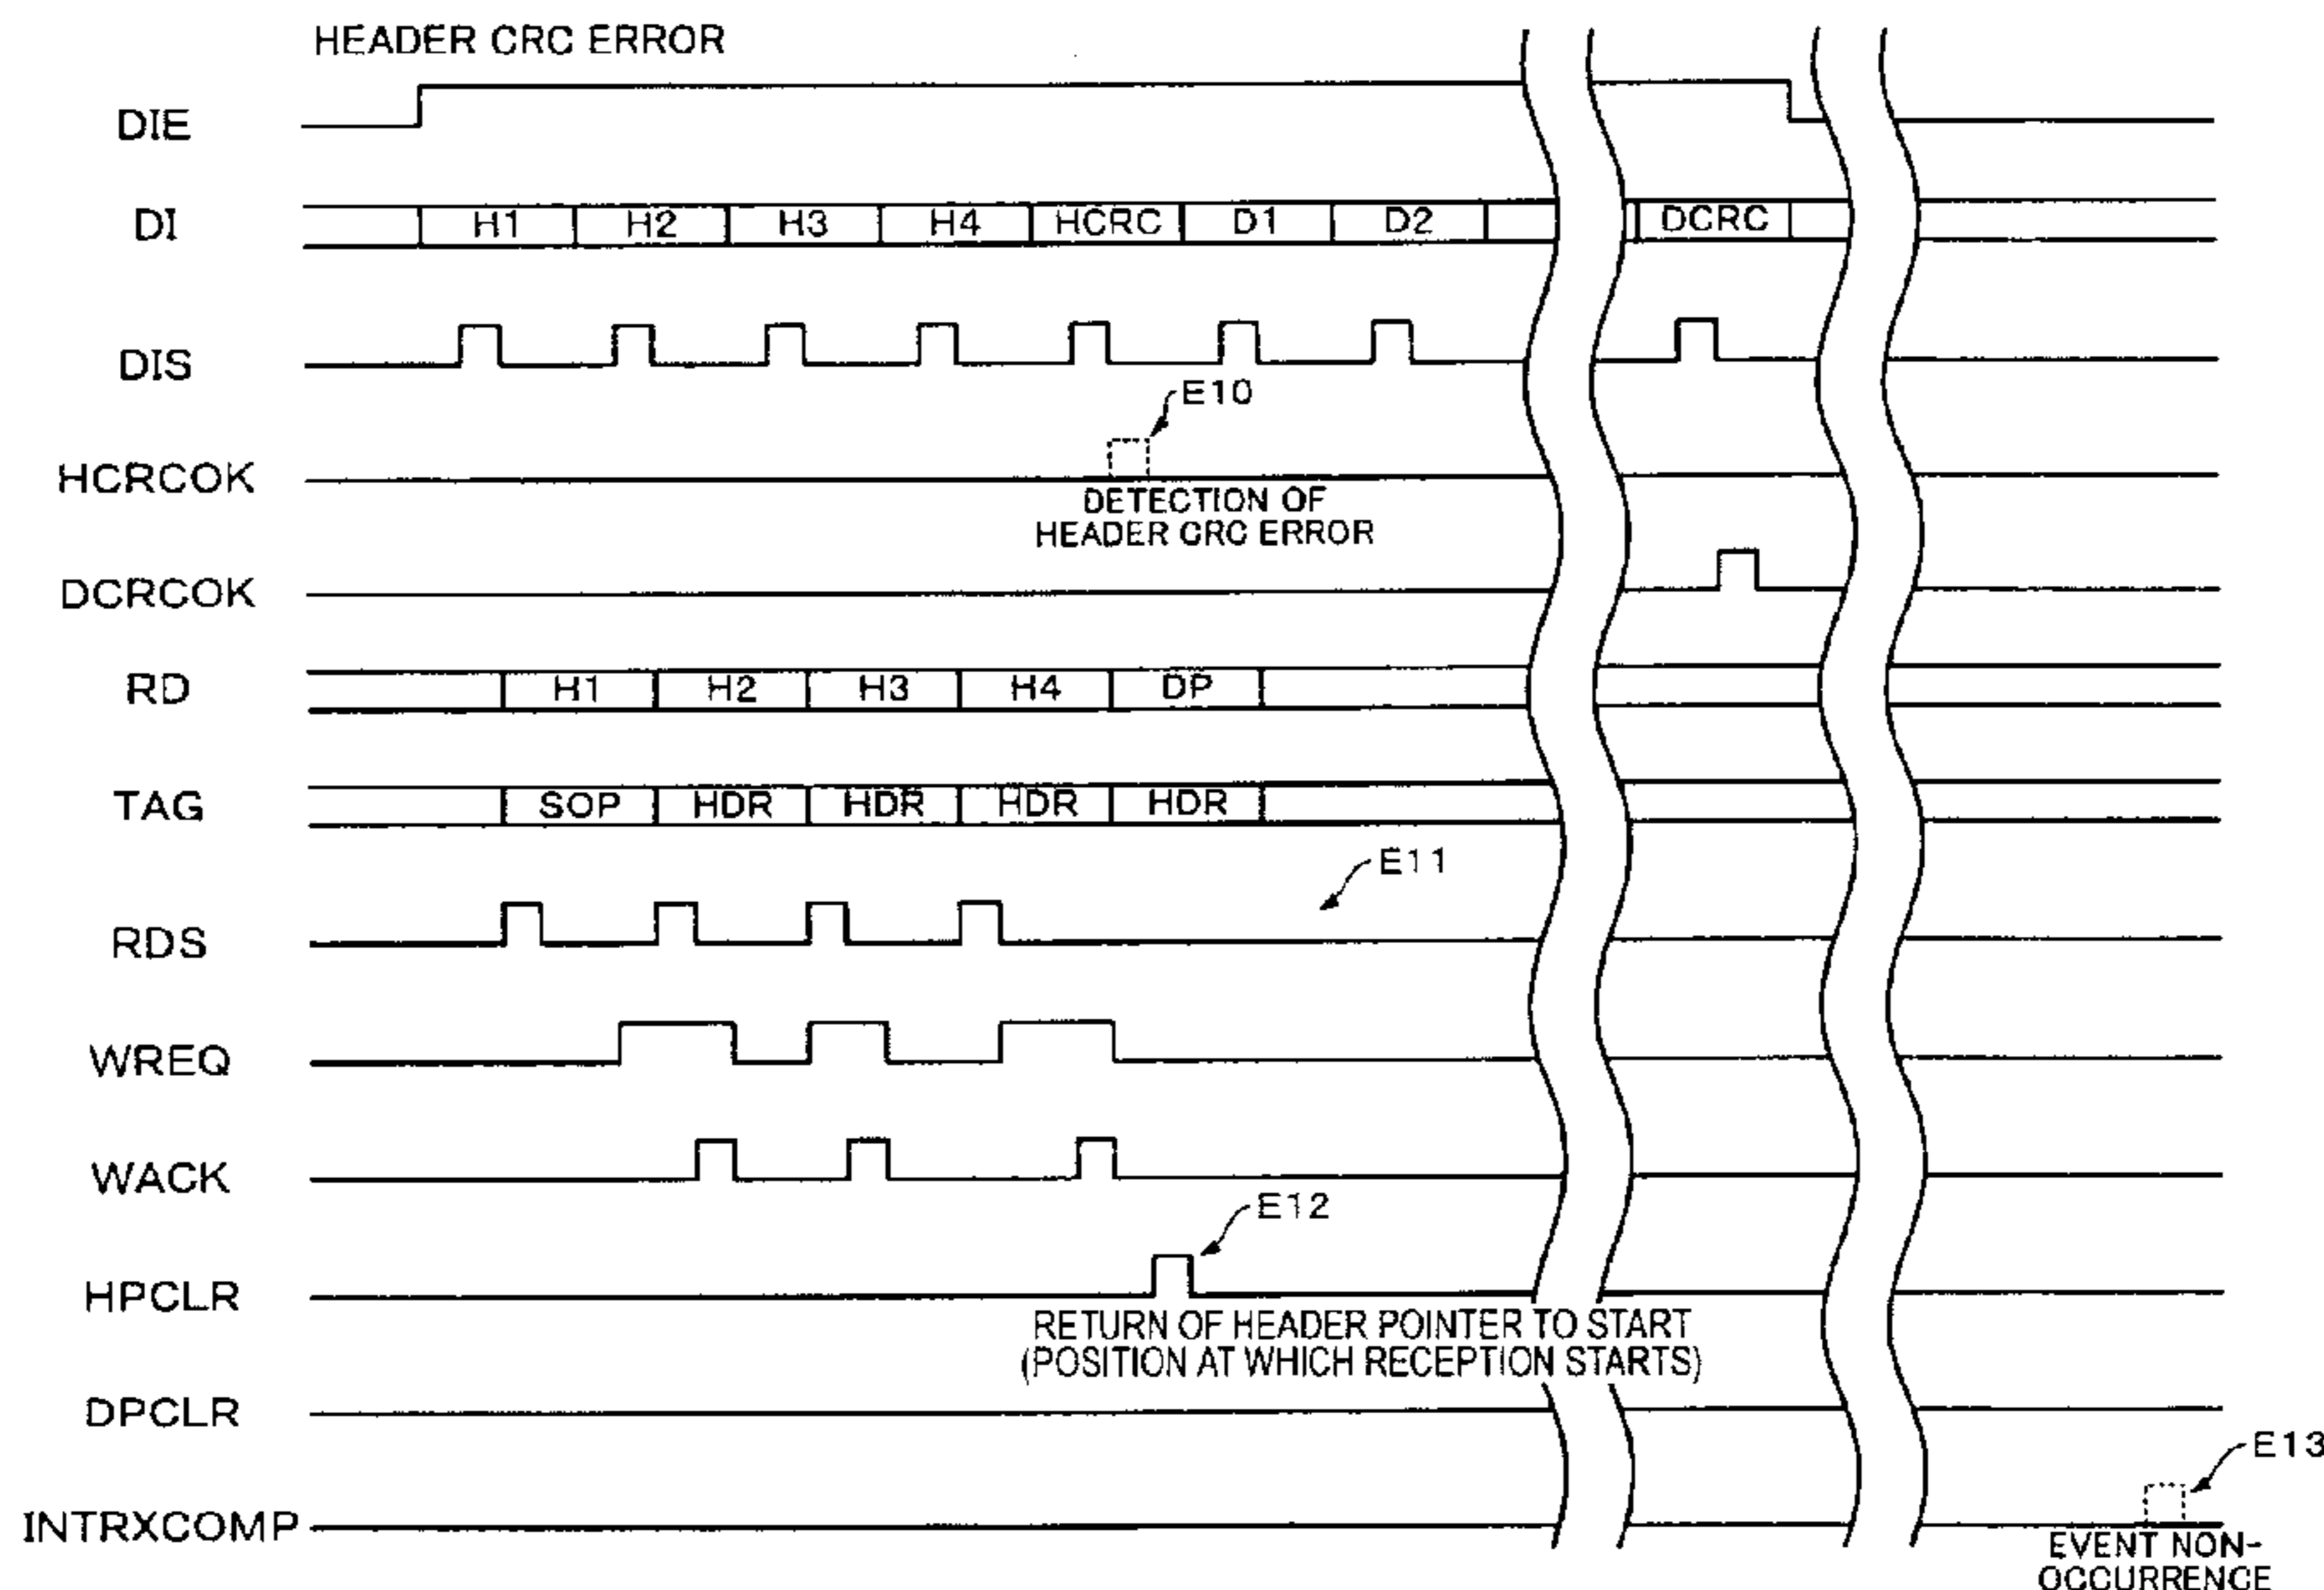 HEADER CRC ERROR
DIE
DI H1 H2 H3 H4 HCRC D1 D2 DCRC
DIS
E10
HCRCOK
DETECTION OF
HEADER CRC ERROR
DCRCOK
RD H1 H2 H3 H4 DP
TAG SOP HDR HDR HDR HDR
E11
RDS
WREQ
WACK
E12
HPCLR
RETURN OF HEADER POINTER TO START
(POSITION AT WHICH RECEPTION STARTS)
DPCLR
E13
INTRXCOMP
EVENT NON-
OCCURRENCE